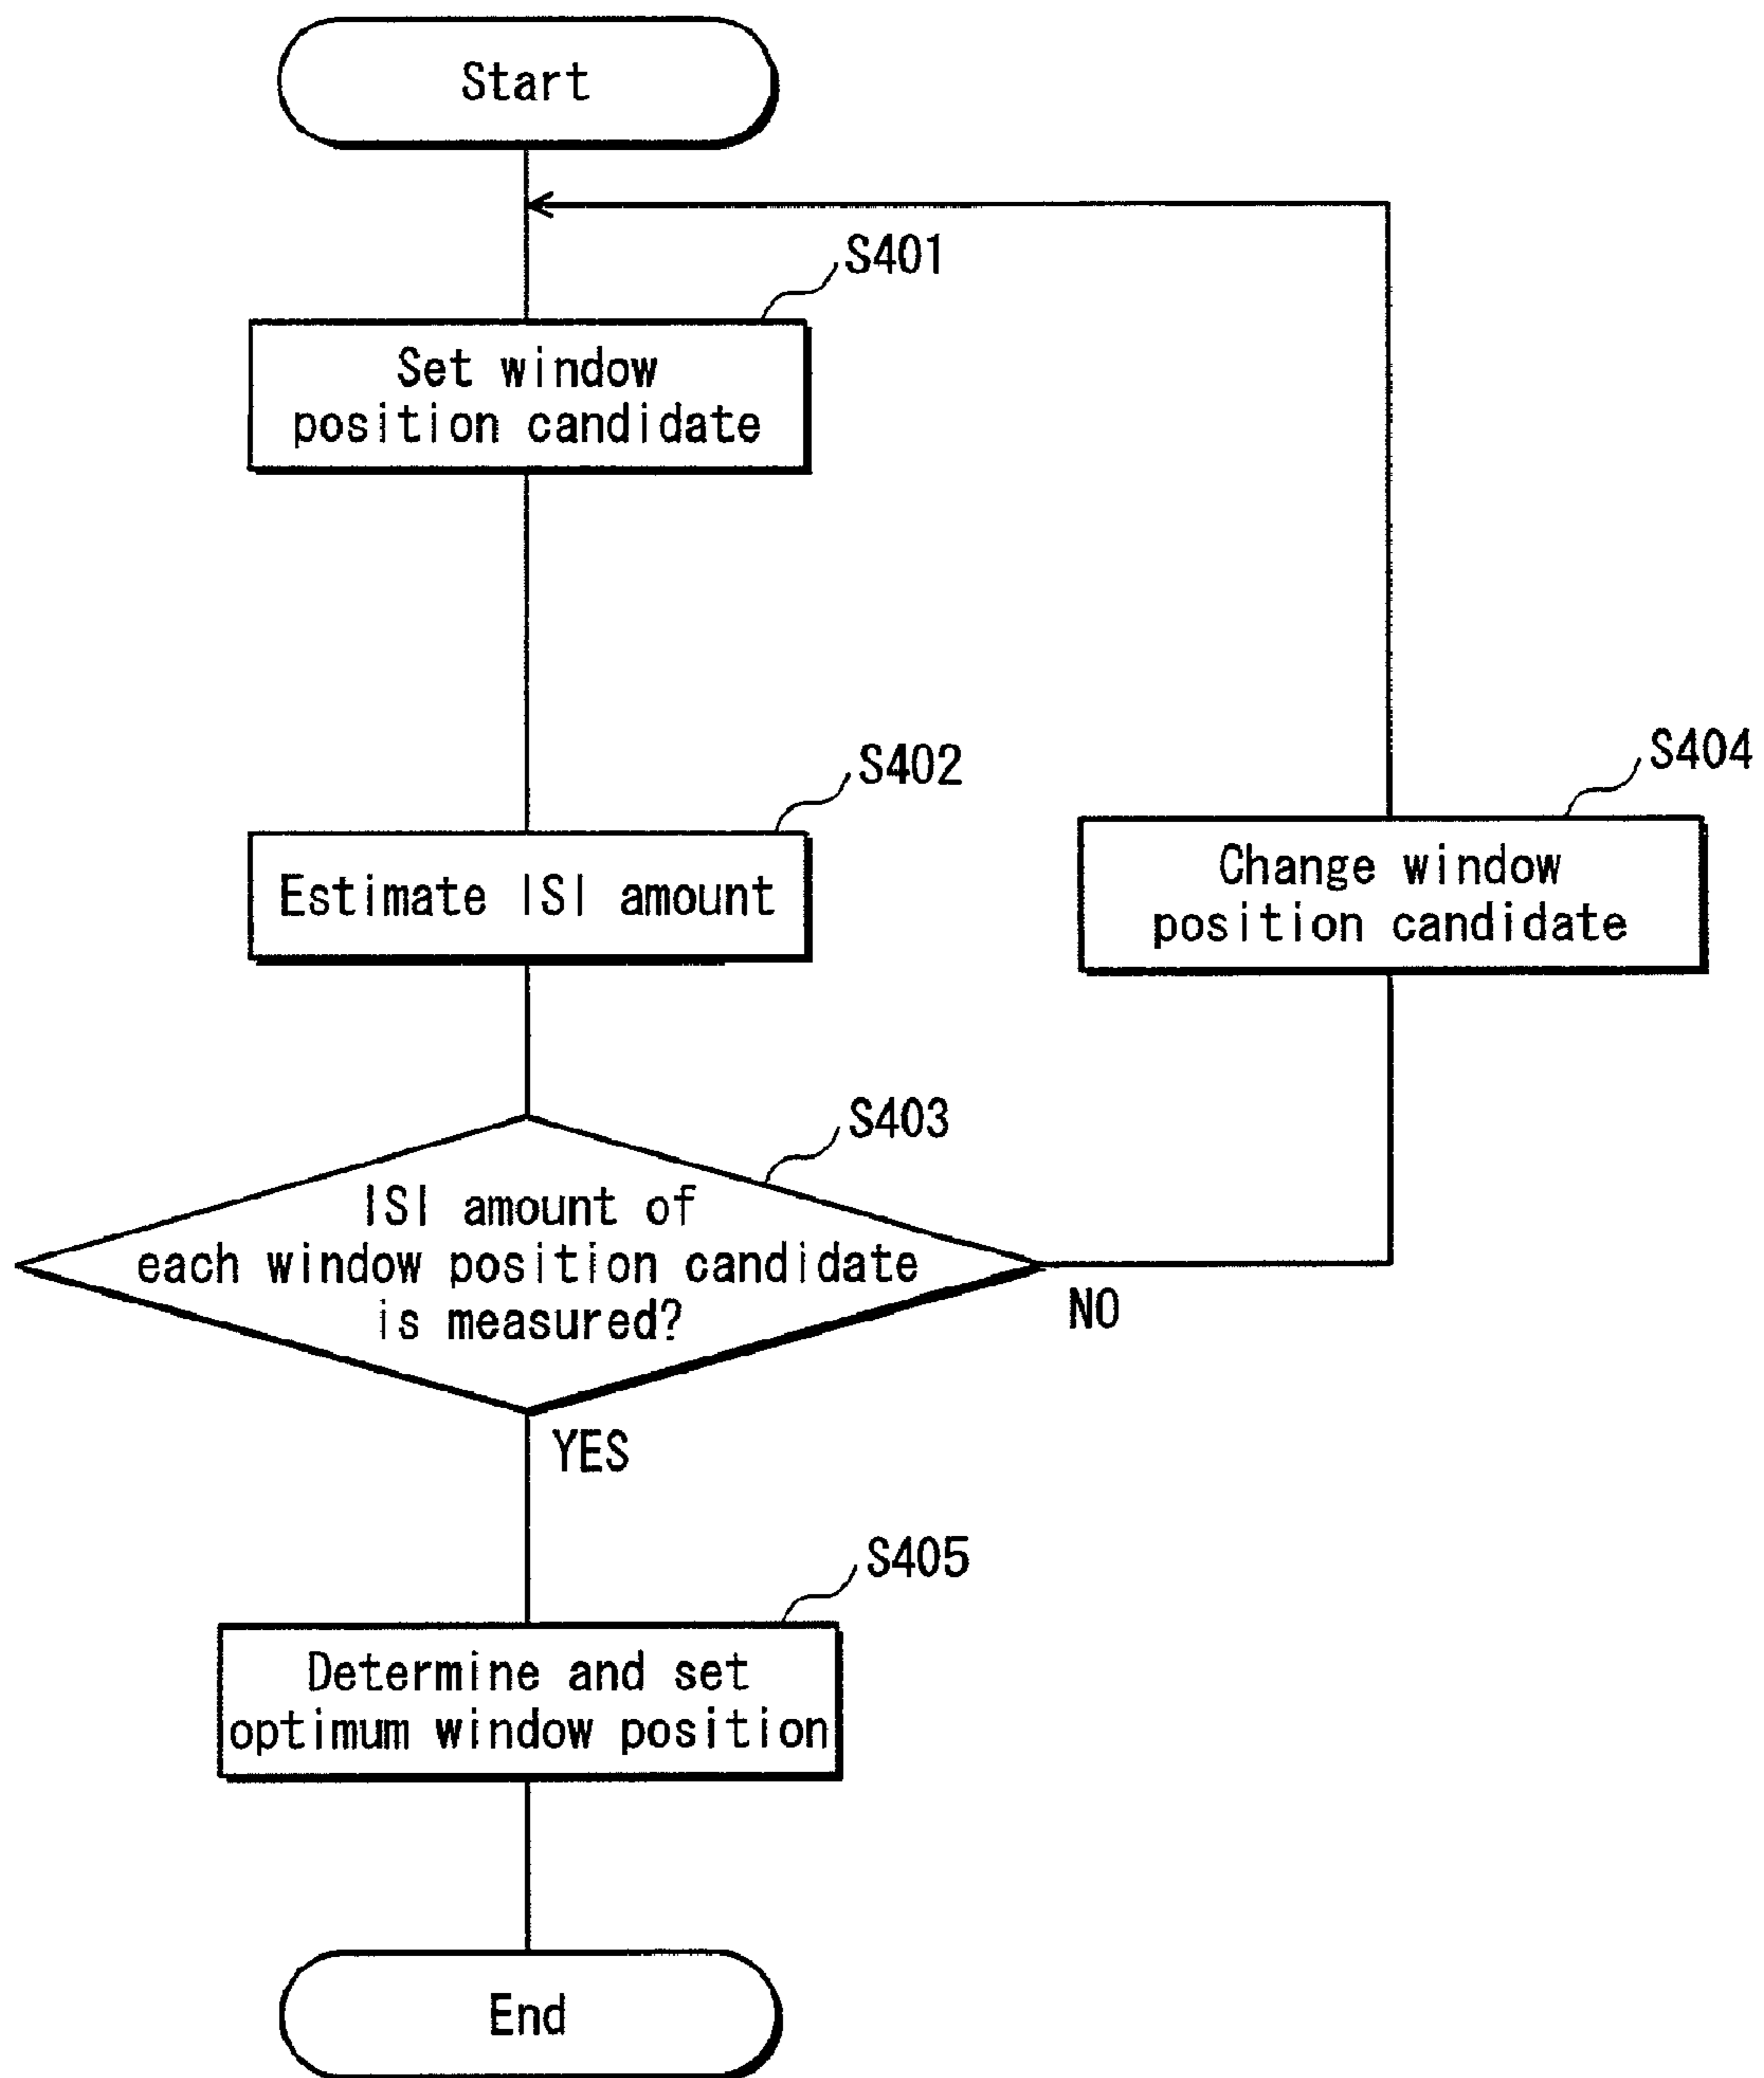 Start
S401
Set window
position candidate
S402
Estimate ISI amount
S404
Change window
position candidate
S403
ISI amount of
each window position candidate
is measured?
NO
YES
S405
Determine and set
optimum window position
End